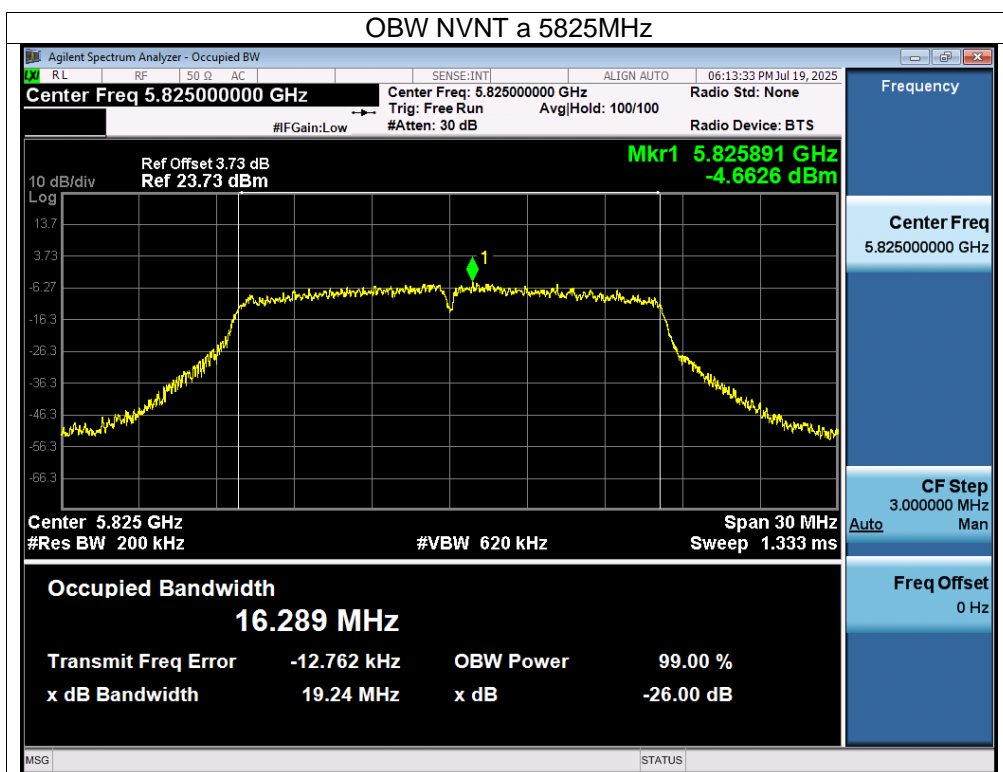 OBW NVNT a 5825MHz
Agilent Spectrum Analyzer - Occupied BW
LXI RL RF 50 Ω AC SENSE:INT ALIGN AUTO 06:13:33 PM Jul 19, 2025
Center Freq 5.825000000 GHz
Center Freq: 5.825000000 GHz Radio Std: None
Trig: Free Run Avg|Hold: 100/100
#IFGain:Low #Atten: 30 dB Radio Device: BTS
Frequency
Ref Offset 3.73 dB
10 dB/div Ref 23.73 dBm
Log
Mkr1 5.825891 GHz
-4.6626 dBm
13.7
3.73
-6.27
-16.3
-26.3
-36.3
-46.3
-56.3
-66.3
1
Center 5.825 GHz Span 30 MHz
#Res BW 200 kHz #VBW 620 kHz Sweep 1.333 ms
Occupied Bandwidth
16.289 MHz
Transmit Freq Error -12.762 kHz OBW Power 99.00 %
x dB Bandwidth 19.24 MHz x dB -26.00 dB
Center Freq
5.825000000 GHz
CF Step
3.000000 MHz
Auto Man
Freq Offset
0 Hz
MSG STATUS